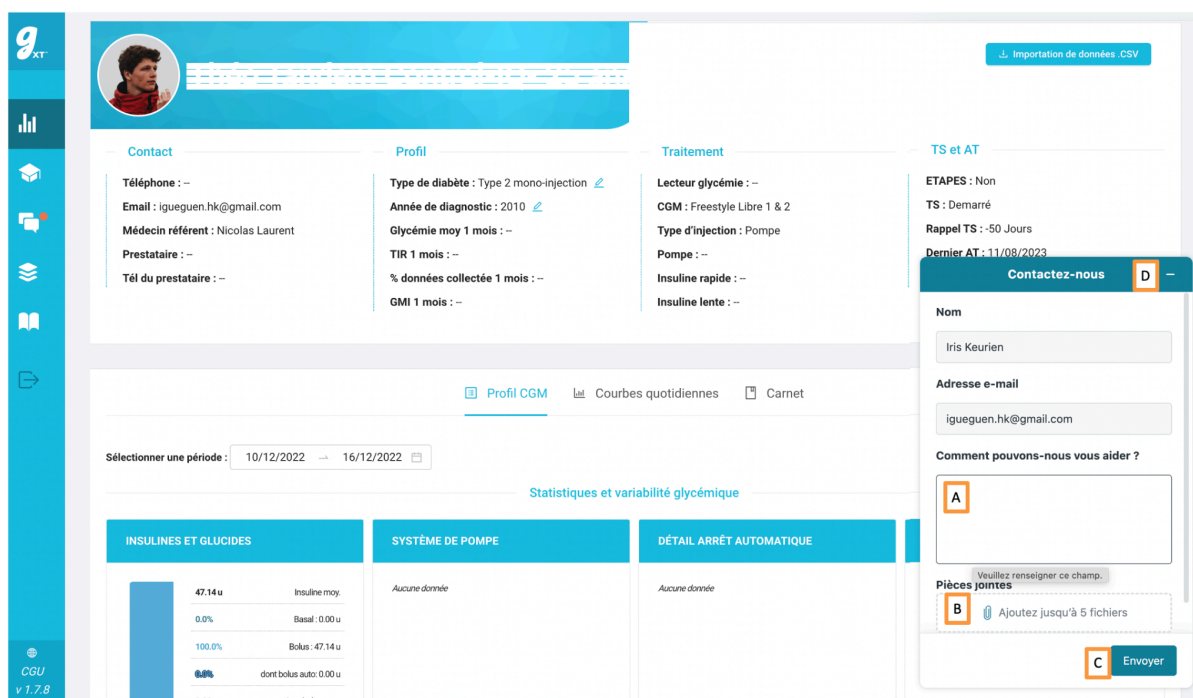 g XT
Importation de données .CSV
Contact
Téléphone : --
Email : igueguen.hk@gmail.com
Médecin référent : Nicolas Laurent
Prestataire : --
Tél du prestataire : --
Profil
Type de diabète : Type 2 mono-injection
Année de diagnostic : 2010
Glycémie moy 1 mois : --
TIR 1 mois : --
% données collectée 1 mois : --
GMI 1 mois : --
Traitement
Lecteur glycémie : --
CGM : Freestyle Libre 1 & 2
Type d'injection : Pompe
Pompe : --
Insuline rapide : --
Insuline lente : --
TS et AT
ETAPES : Non
TS : Demarré
Rappel TS : -50 Jours
Dernier AT : 11/08/2023
Profil CGM
Courbes quotidiennes
Carnet
Sélectionner une période : 10/12/2022 → 16/12/2022
Statistiques et variabilité glycémique
INSULINES ET GLUCIDES
47.14 u Insuline moy.
0.0% Basal : 0.00 u
100.0% Bolus : 47.14 u
0.0% dont bolus auto: 0.00 u
SYSTÈME DE POMPE
Aucune donnée
DÉTAIL ARRÊT AUTOMATIQUE
Aucune donnée
Contactez-nous D –
Nom
Iris Keurien
Adresse e-mail
igueguen.hk@gmail.com
Comment pouvons-nous vous aider ?
A
Veuillez renseigner ce champ.
Pièces jointes
B Ajoutez jusqu'à 5 fichiers
C Envoyer
CGU
v 1.7.8